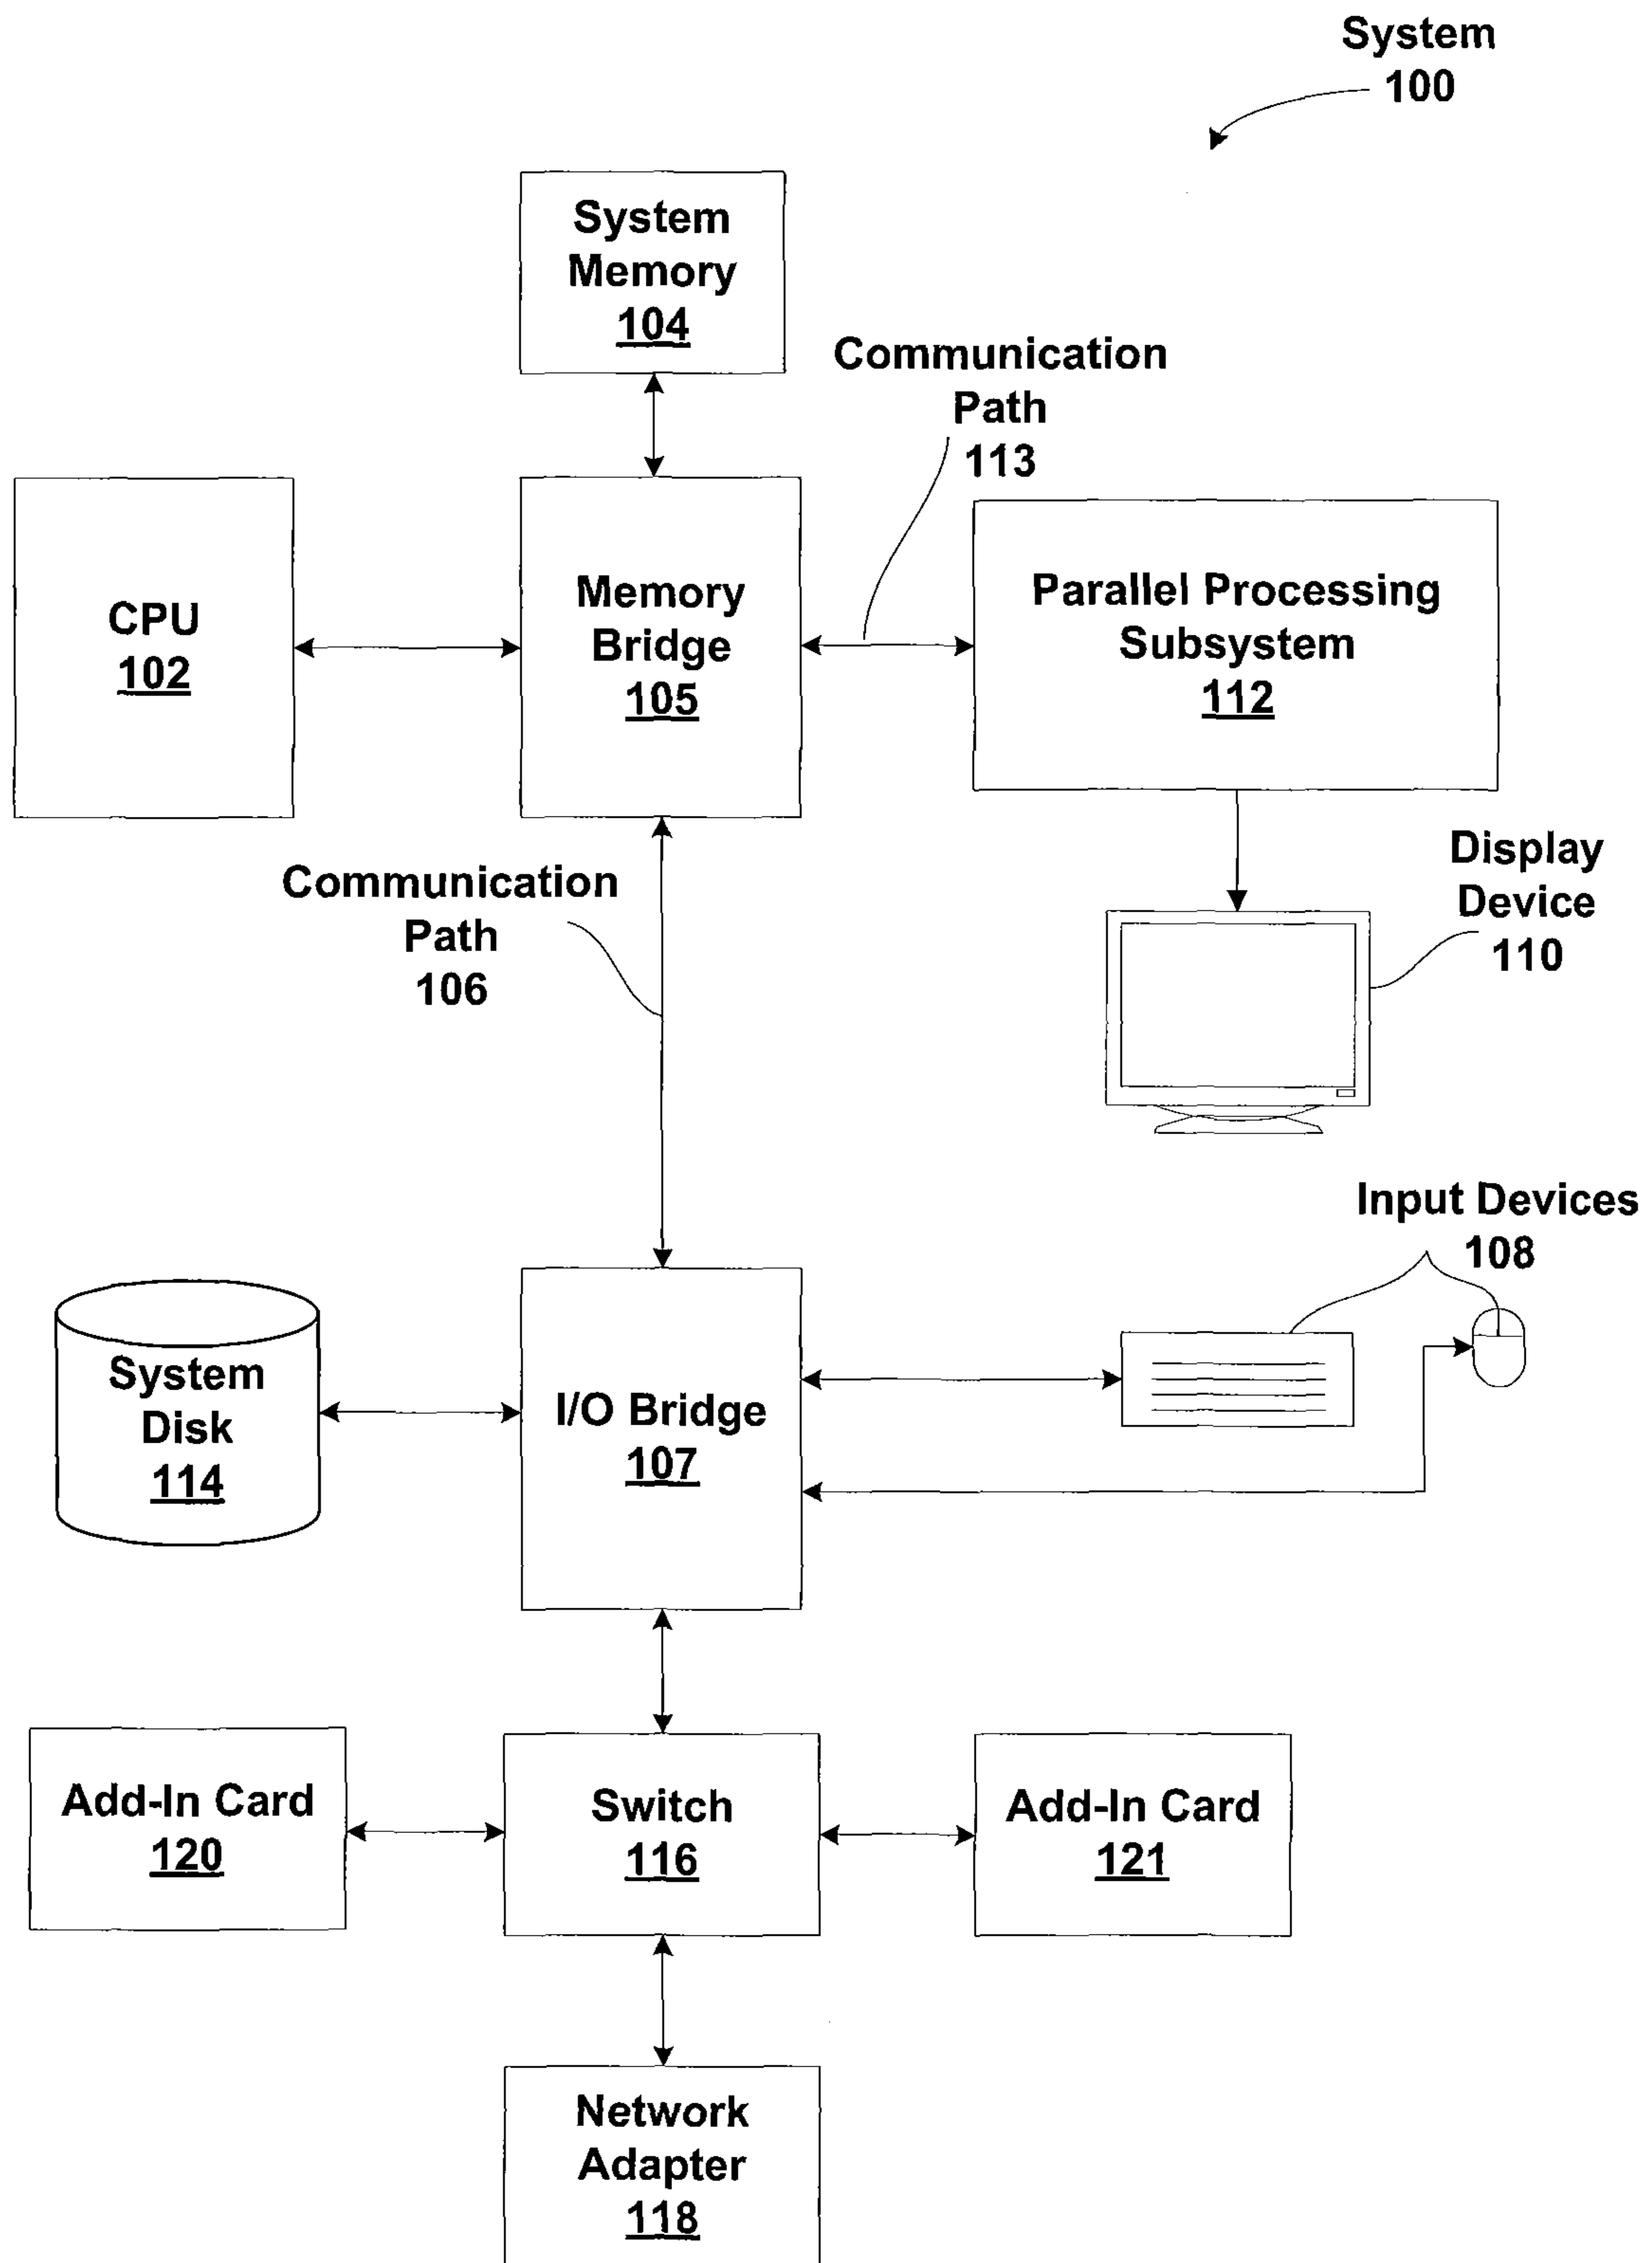 System
100
System
Memory
104
Communication
Path
113
CPU
102
Memory
Bridge
105
Parallel Processing
Subsystem
112
Communication
Path
106
Display
Device
110
Input Devices
108
System
Disk
114
I/O Bridge
107
Add-In Card
120
Switch
116
Add-In Card
121
Network
Adapter
118